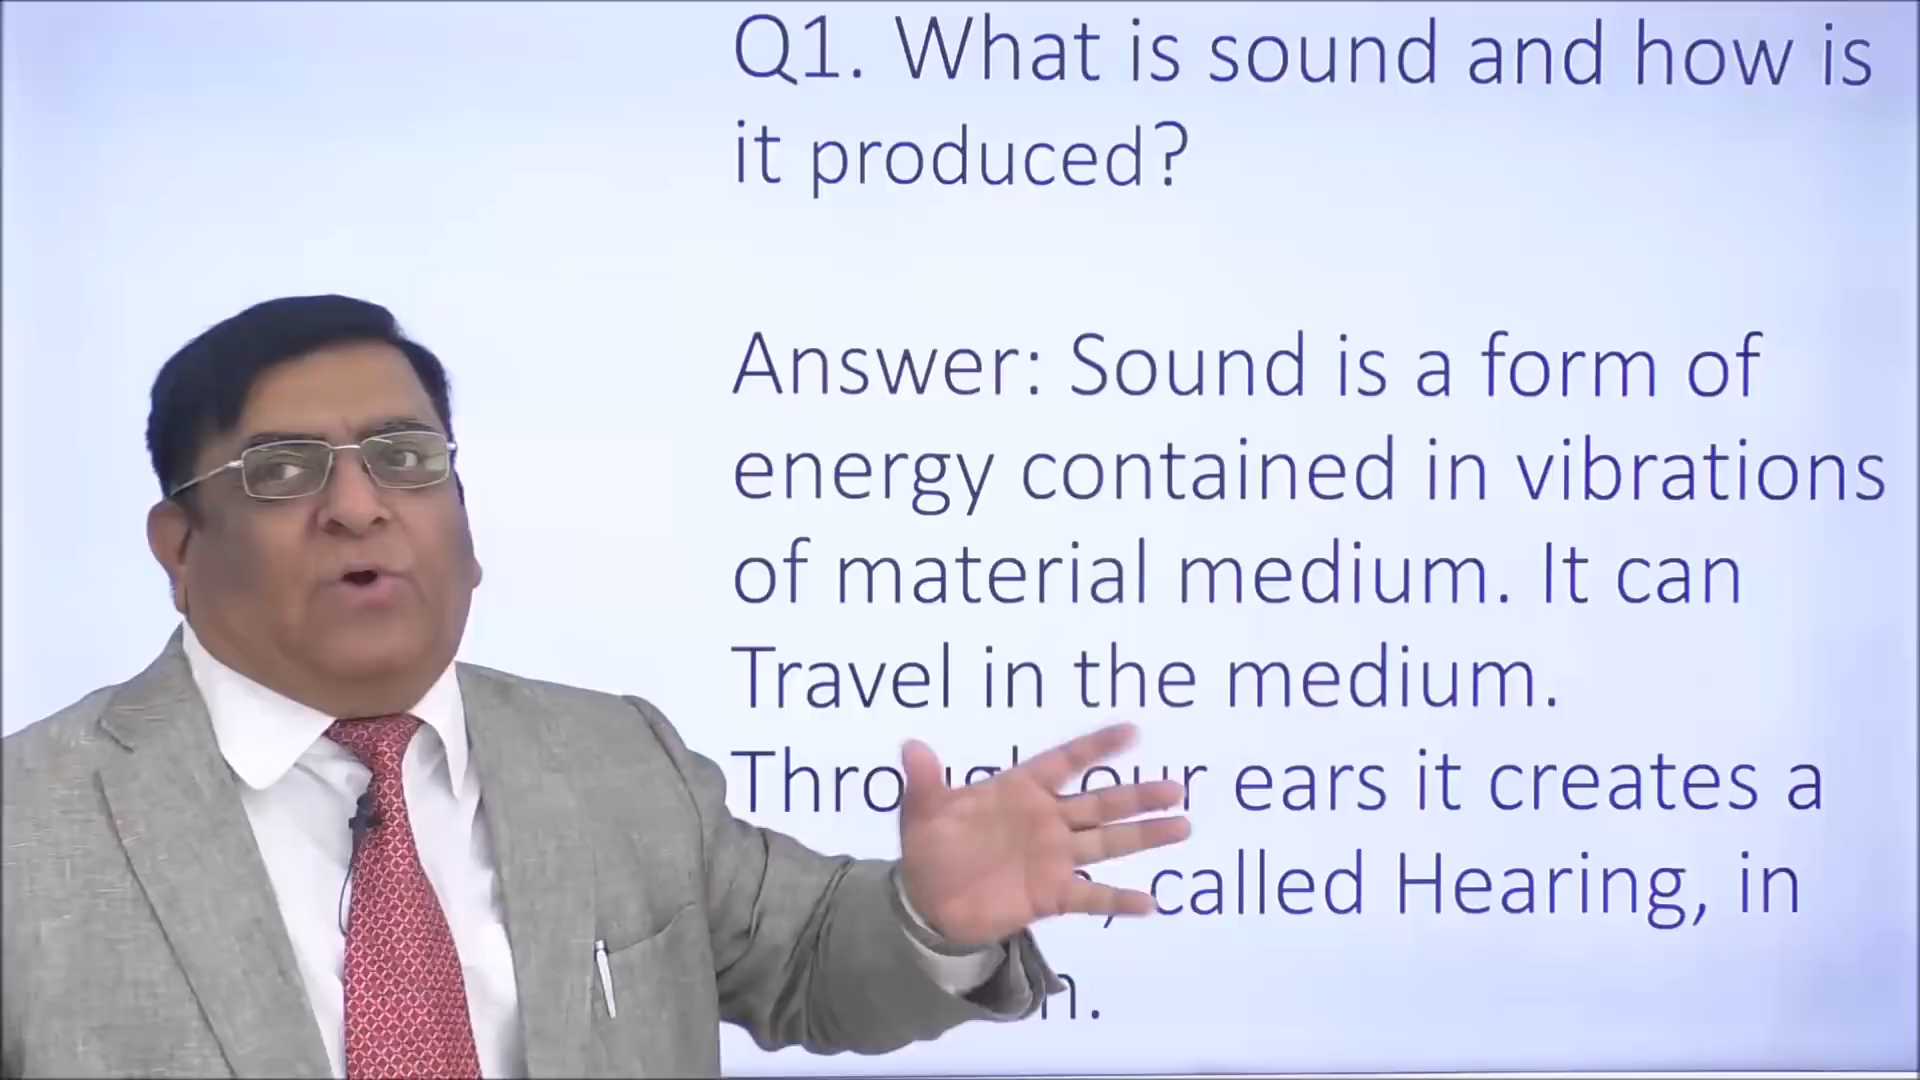 Q1. What is sound and how is
it produced?
Answer: Sound is a form of
energy contained in vibrations
of material medium. It can
Travel in the medium.
our ears it creates a
called Hearing, in